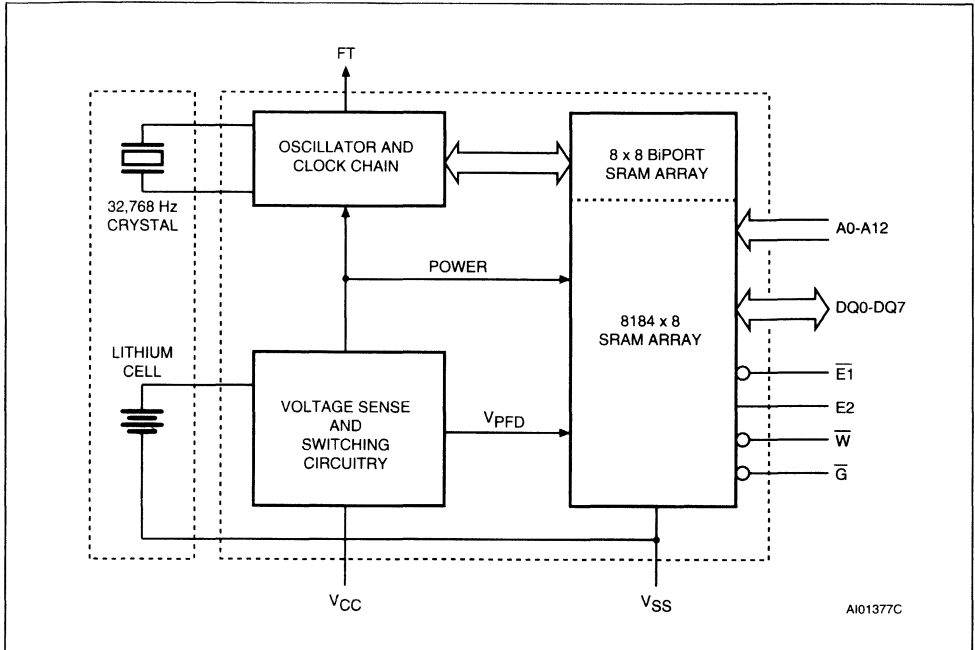 FT
OSCILLATOR AND
CLOCK CHAIN
8 x 8 BiPORT
SRAM ARRAY
32,768 Hz
CRYSTAL
A0-A12
POWER
DQ0-DQ7
8184 x 8
SRAM ARRAY
LITHIUM
CELL
VOLTAGE SENSE
AND
SWITCHING
CIRCUITRY
VPFD
E1
E2
W
G
VCC
VSS
AI01377C